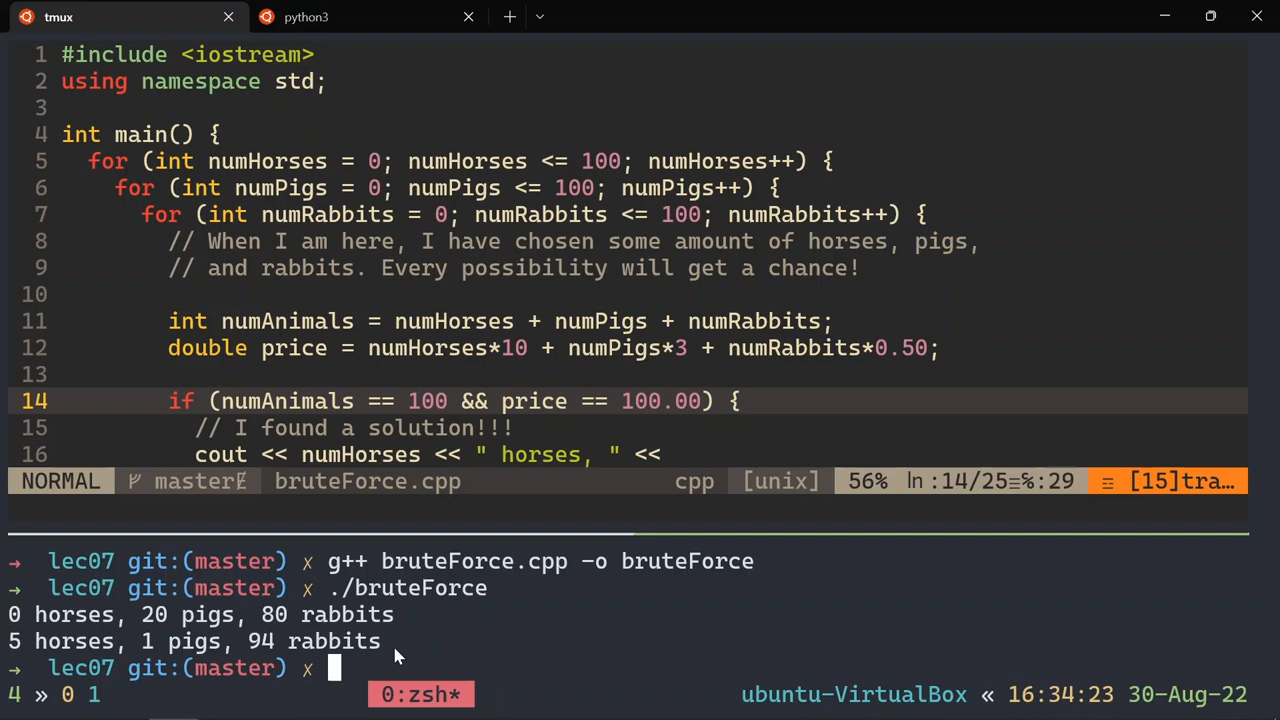 tmux
python3
1 #include <iostream>
2 using namespace std;
3
4 int main() {
5 for (int numHorses = 0; numHorses <= 100; numHorses++) {
6 for (int numPigs = 0; numPigs <= 100; numPigs++) {
7 for (int numRabbits = 0; numRabbits <= 100; numRabbits++) {
8 // When I am here, I have chosen some amount of horses, pigs,
9 // and rabbits. Every possibility will get a chance!
10
11 int numAnimals = numHorses + numPigs + numRabbits;
12 double price = numHorses*10 + numPigs*3 + numRabbits*0.50;
13
14 if (numAnimals == 100 && price == 100.00) {
15 // I found a solution!!!
16 cout << numHorses << " horses, " <<
NORMAL master bruteForce.cpp cpp [unix] 56% ln :14/25≡%:29 [15]tra…
→ lec07 git:(master) ✗ g++ bruteForce.cpp -o bruteForce
→ lec07 git:(master) ✗ ./bruteForce
0 horses, 20 pigs, 80 rabbits
5 horses, 1 pigs, 94 rabbits
→ lec07 git:(master) ✗
4 » 0 1 0:zsh* ubuntu-VirtualBox « 16:34:23 30-Aug-22